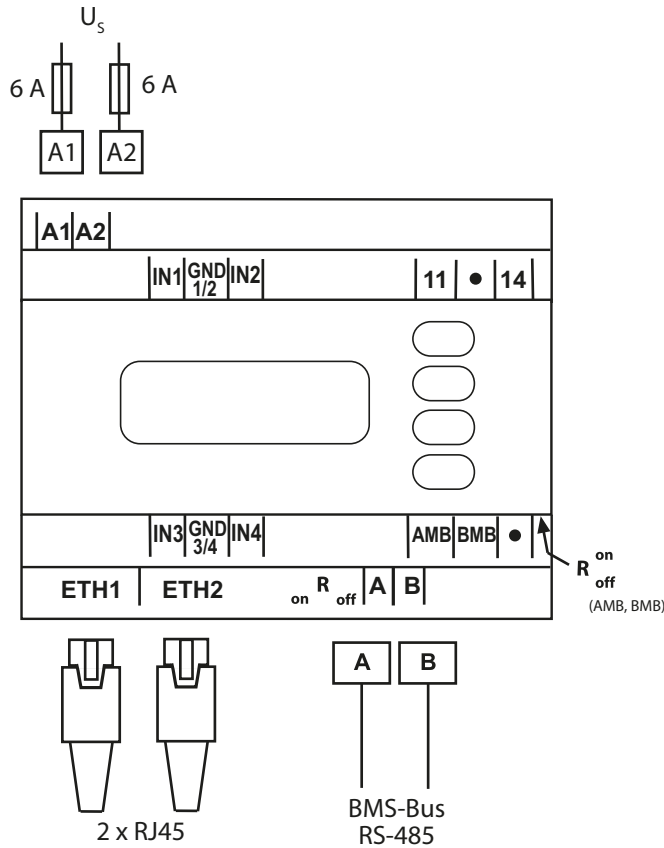 Us
6 A 6 A
A1 A2
A1 A2
IN1 GND 1/2 IN2 11 • 14
IN3 GND 3/4 IN4 AMB BMB •
R on off
(AMB, BMB)
ETH1 ETH2 on R off A B
A B
2 x RJ45
BMS-Bus
RS-485